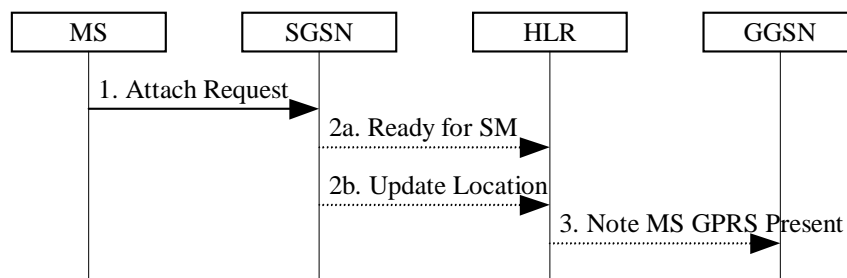 MS
SGSN
HLR
GGSN
1. Attach Request
2a. Ready for SM
2b. Update Location
3. Note MS GPRS Present